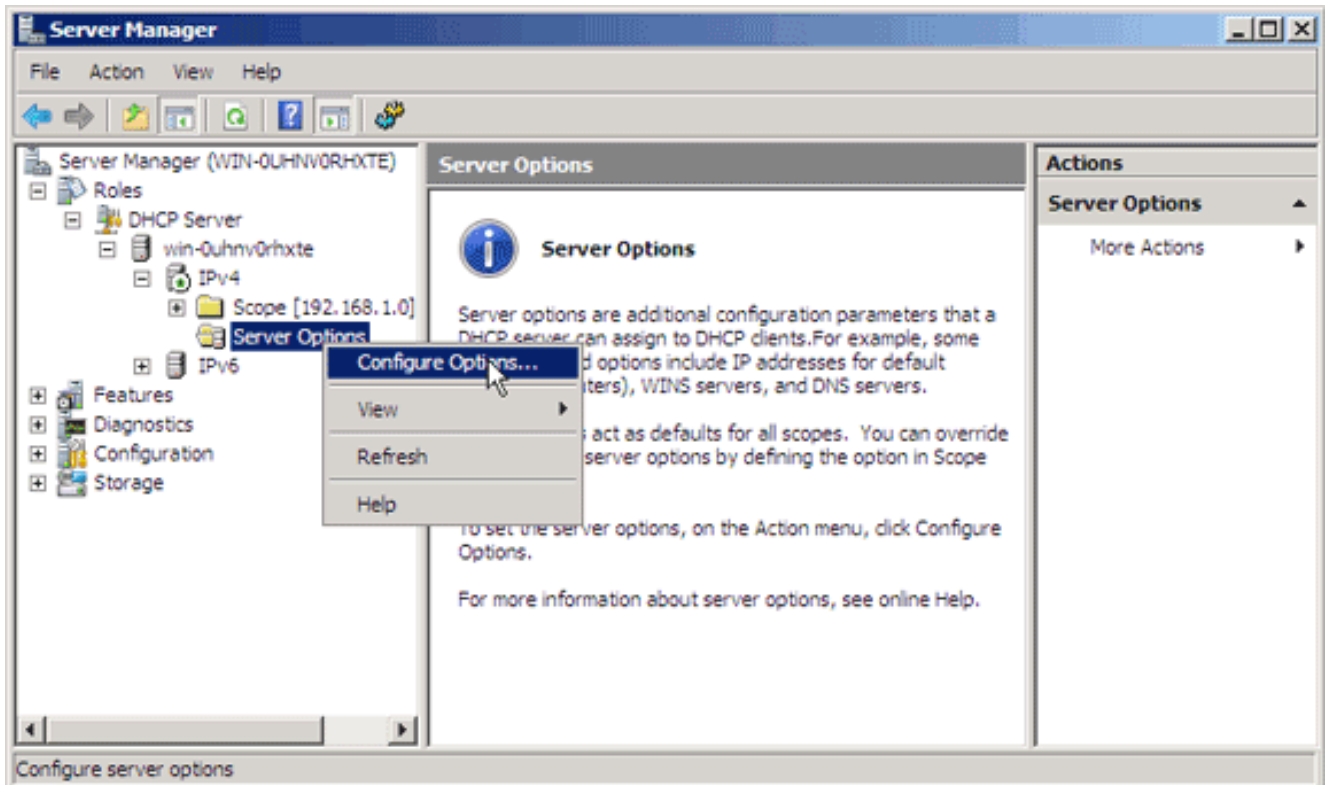 Server Manager
File Action View Help
Server Manager (WIN-0UHNV0RHXTE)
Roles
DHCP Server
win-0uhnv0rhxte
IPv4
Scope [192.168.1.0]
Server Options
IPv6
Features
Diagnostics
Configuration
Storage
Configure Options...
View
Refresh
Help
Server Options
Server Options
Server options are additional configuration parameters that a
DHCP server can assign to DHCP clients.For example, some
options include IP addresses for default
WINS servers, and DNS servers.
act as defaults for all scopes. You can override
server options by defining the option in Scope
To set the server options, on the Action menu, click Configure
Options.
For more information about server options, see online Help.
Actions
Server Options
More Actions
Configure server options